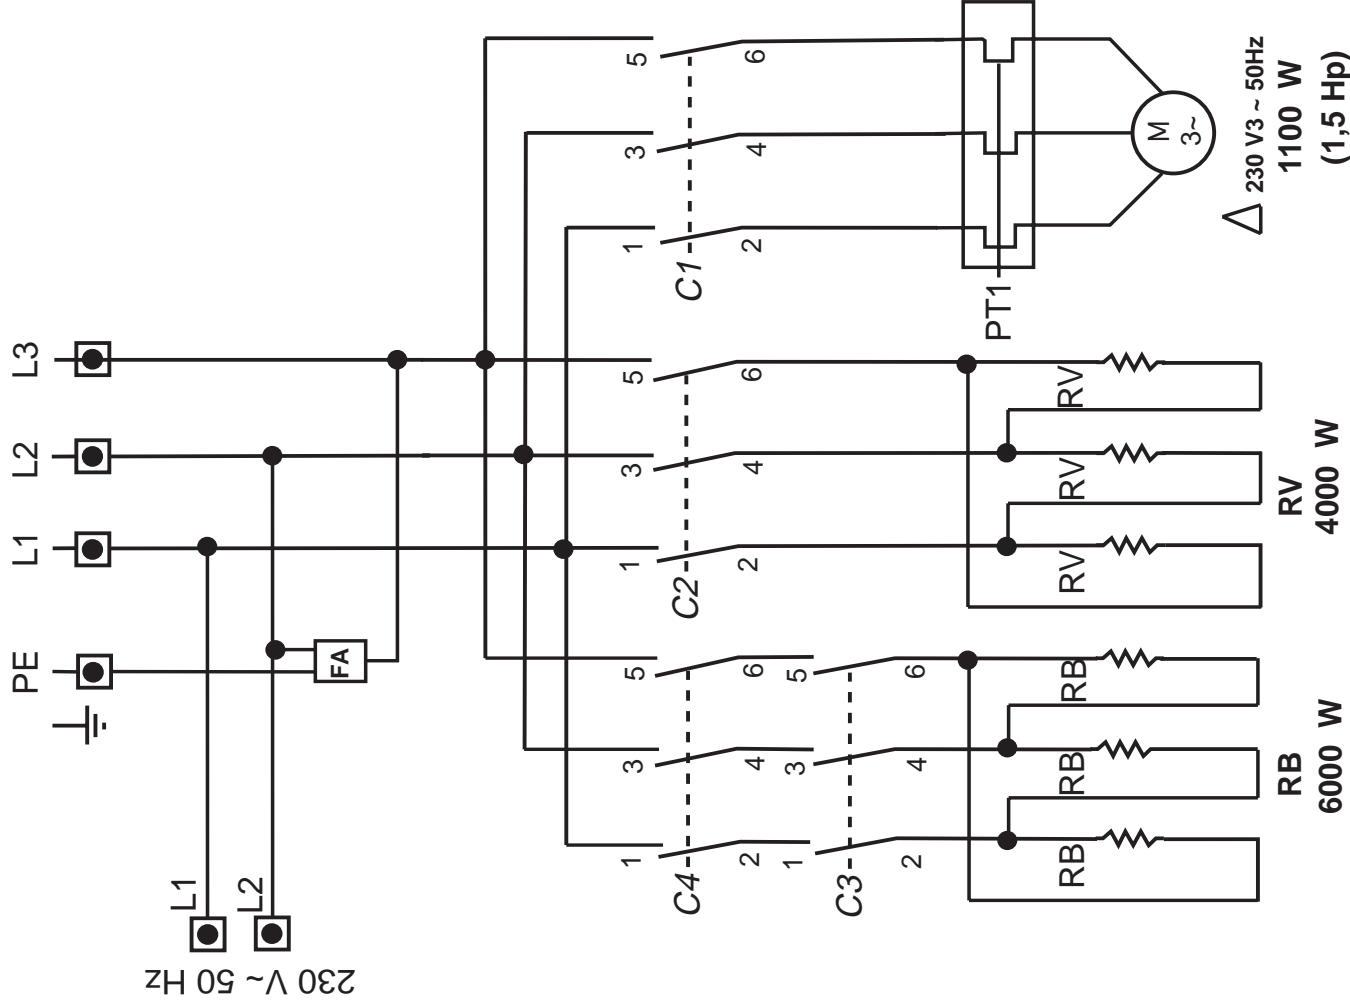 L3
L2
L1
PE
FA
L1
L2
230 V~ 50 Hz
5
3
1
C1
6
4
2
5
3
1
C2
6
4
2
5
3
1
C4
6
4
2
5
3
1
C3
6
4
2
PT1
M
3~
230 V3 ~ 50Hz
1100 W
(1,5 Hp)
RV
RV
RV
RV
4000 W
RB
RB
RB
RB
6000 W